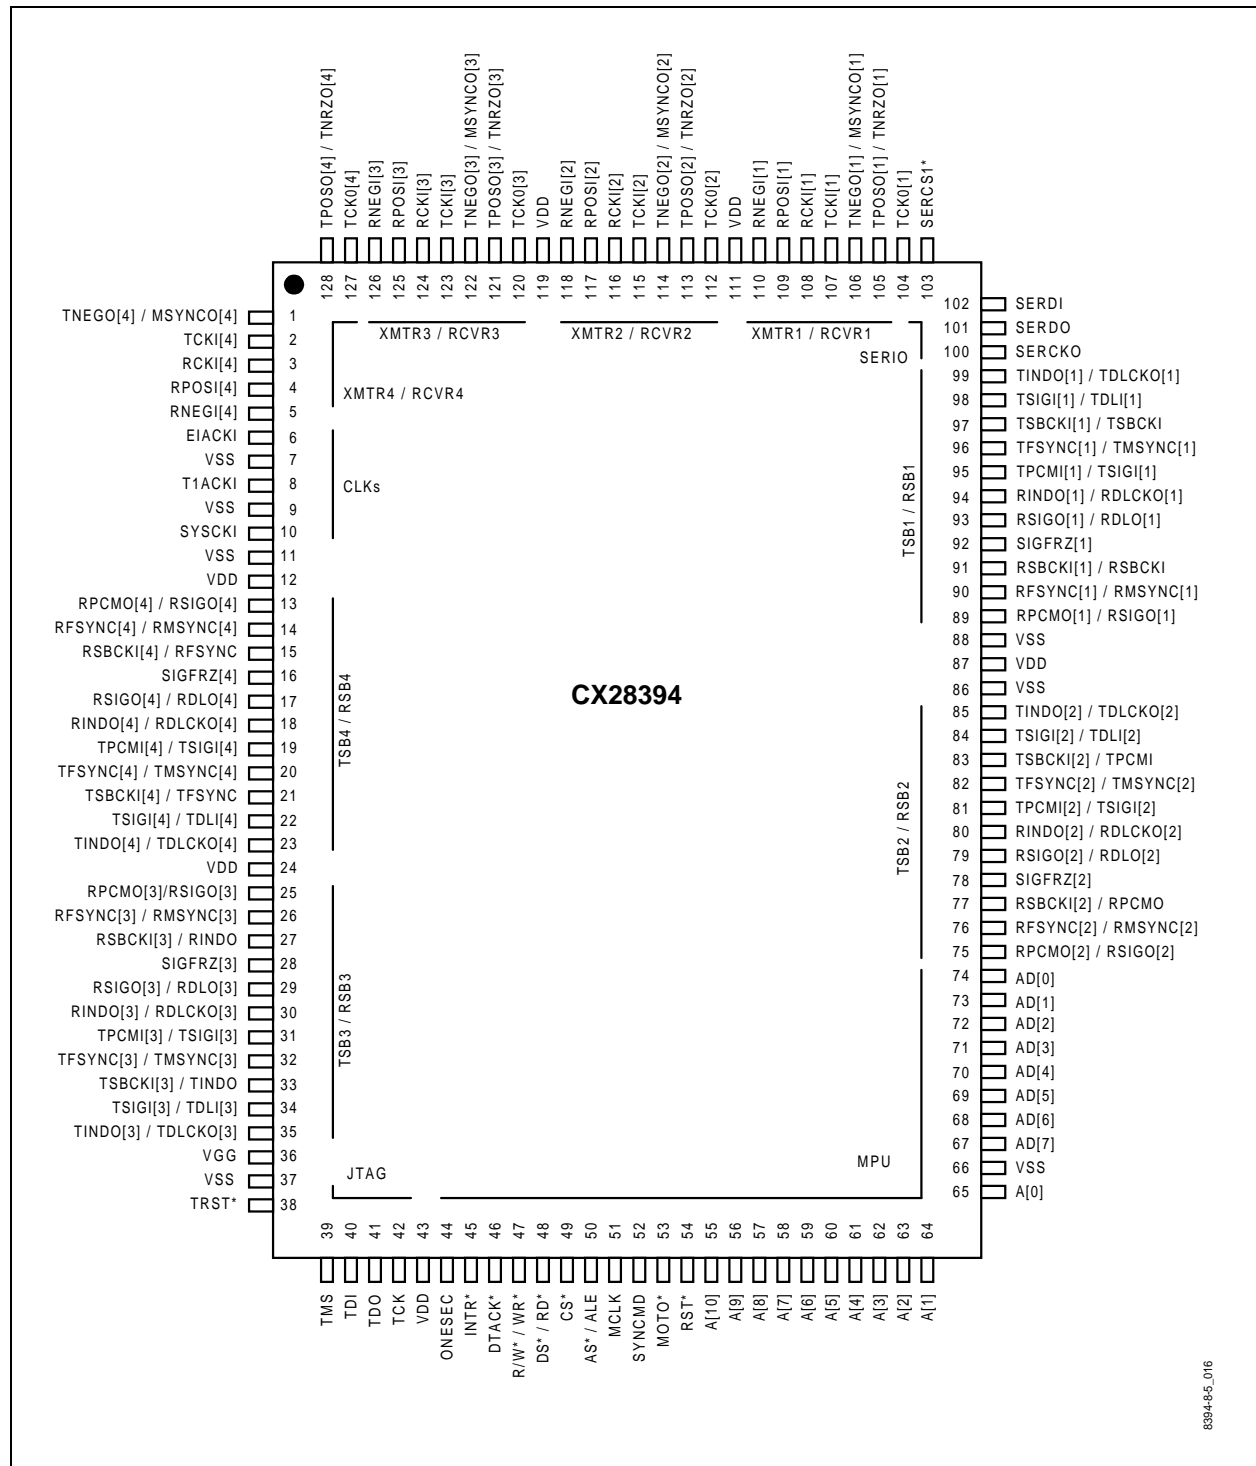 TPOSO[4] / TNRZO[4]
TCK0[4]
RNEGI[3]
RPOSI[3]
RCKI[3]
TCKI[3]
TNEGO[3] / MSYNCO[3]
TPOSO[3] / TNRZO[3]
TCK0[3]
VDD
RNEGI[2]
RPOSI[2]
RCKI[2]
TCKI[2]
TNEGO[2] / MSYNCO[2]
TPOSO[2] / TNRZO[2]
TCK0[2]
VDD
RNEGI[1]
RPOSI[1]
RCKI[1]
TCKI[1]
TNEGO[1] / MSYNCO[1]
TPOSO[1] / TNRZO[1]
TCK0[1]
SERCS1*
128
127
126
125
124
123
122
121
120
119
118
117
116
115
114
113
112
111
110
109
108
107
106
105
104
103
TNEGO[4] / MSYNCO[4] 1
TCKI[4] 2
RCKI[4] 3
RPOSI[4] 4
RNEGI[4] 5
EIACKI 6
VSS 7
T1ACKI 8
VSS 9
SYSCKI 10
VSS 11
VDD 12
RPCMO[4] / RSIGO[4] 13
RFSYNC[4] / RMSYNC[4] 14
RSBCKI[4] / RFSYNC 15
SIGFRZ[4] 16
RSIGO[4] / RDLO[4] 17
RINDO[4] / RDLCKO[4] 18
TPCMI[4] / TSIGI[4] 19
TFSYNC[4] / TMSYNC[4] 20
TSBCKI[4] / TFSYNC 21
TSIGI[4] / TDLI[4] 22
TINDO[4] / TDLCKO[4] 23
VDD 24
RPCMO[3]/RSIGO[3] 25
RFSYNC[3] / RMSYNC[3] 26
RSBCKI[3] / RINDO 27
SIGFRZ[3] 28
RSIGO[3] / RDLO[3] 29
RINDO[3] / RDLCKO[3] 30
TPCMI[3] / TSIGI[3] 31
TFSYNC[3] / TMSYNC[3] 32
TSBCKI[3] / TINDO 33
TSIGI[3] / TDLI[3] 34
TINDO[3] / TDLCKO[3] 35
VGG 36
VSS 37
TRST* 38
XMTR3 / RCVR3
XMTR2 / RCVR2
XMTR1 / RCVR1
SERIO
XMTR4 / RCVR4
CLKs
TSB1 / RSB1
TSB4 / RSB4
CX28394
TSB2 / RSB2
TSB3 / RSB3
JTAG
MPU
102 SERDI
101 SERDO
100 SERCKO
99 TINDO[1] / TDLCKO[1]
98 TSIGI[1] / TDLI[1]
97 TSBCKI[1] / TSBCKI
96 TFSYNC[1] / TMSYNC[1]
95 TPCMI[1] / TSIGI[1]
94 RINDO[1] / RDLCKO[1]
93 RSIGO[1] / RDLO[1]
92 SIGFRZ[1]
91 RSBCKI[1] / RSBCKI
90 RFSYNC[1] / RMSYNC[1]
89 RPCMO[1] / RSIGO[1]
88 VSS
87 VDD
86 VSS
85 TINDO[2] / TDLCKO[2]
84 TSIGI[2] / TDLI[2]
83 TSBCKI[2] / TPCMI
82 TFSYNC[2] / TMSYNC[2]
81 TPCMI[2] / TSIGI[2]
80 RINDO[2] / RDLCKO[2]
79 RSIGO[2] / RDLO[2]
78 SIGFRZ[2]
77 RSBCKI[2] / RPCMO
76 RFSYNC[2] / RMSYNC[2]
75 RPCMO[2] / RSIGO[2]
74 AD[0]
73 AD[1]
72 AD[2]
71 AD[3]
70 AD[4]
69 AD[5]
68 AD[6]
67 AD[7]
66 VSS
65 A[0]
39
40
41
42
43
44
45
46
47
48
49
50
51
52
53
54
55
56
57
58
59
60
61
62
63
64
TMS
TDI
TDO
TCK
VDD
ONESEC
INTR*
DTACK*
R/W* / WR*
DS* / RD*
CS*
AS* / ALE
MCLK
SYNCMD
MOTO*
RST*
A[10]
A[9]
A[8]
A[7]
A[6]
A[5]
A[4]
A[3]
A[2]
A[1]
8394-8-5_016